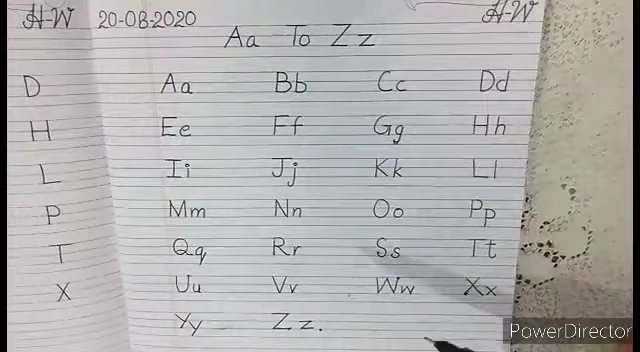 H-W 20-08-2020 H-W
Aa To Zz
D Aa Bb Cc Dd
H Ee Ff Gg Hh
L Ii Jj Kk Ll
P Mm Nn Oo Pp
T Qq Rr Ss Tt
X Uu Vv Ww Xx
Yy Zz.
PowerDirector